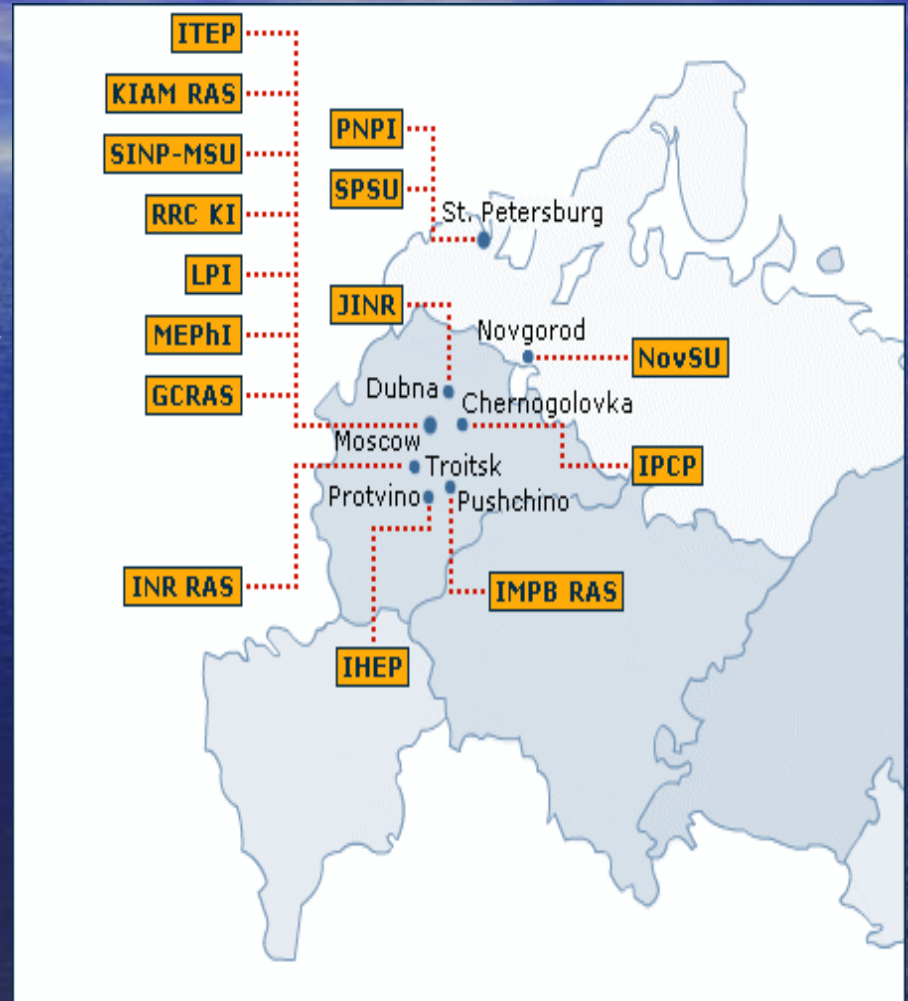 ITEP
KIAM RAS
SINP-MSU
RRC KI
LPI
MEPhI
GCRAS
PNPI
SPSU
St. Petersburg
JINR
Novgorod
NovSU
Dubna
Chernogolovka
Moscow
IPCP
Troitsk
Protvino
Pushchino
INR RAS
IMPB RAS
IHEP